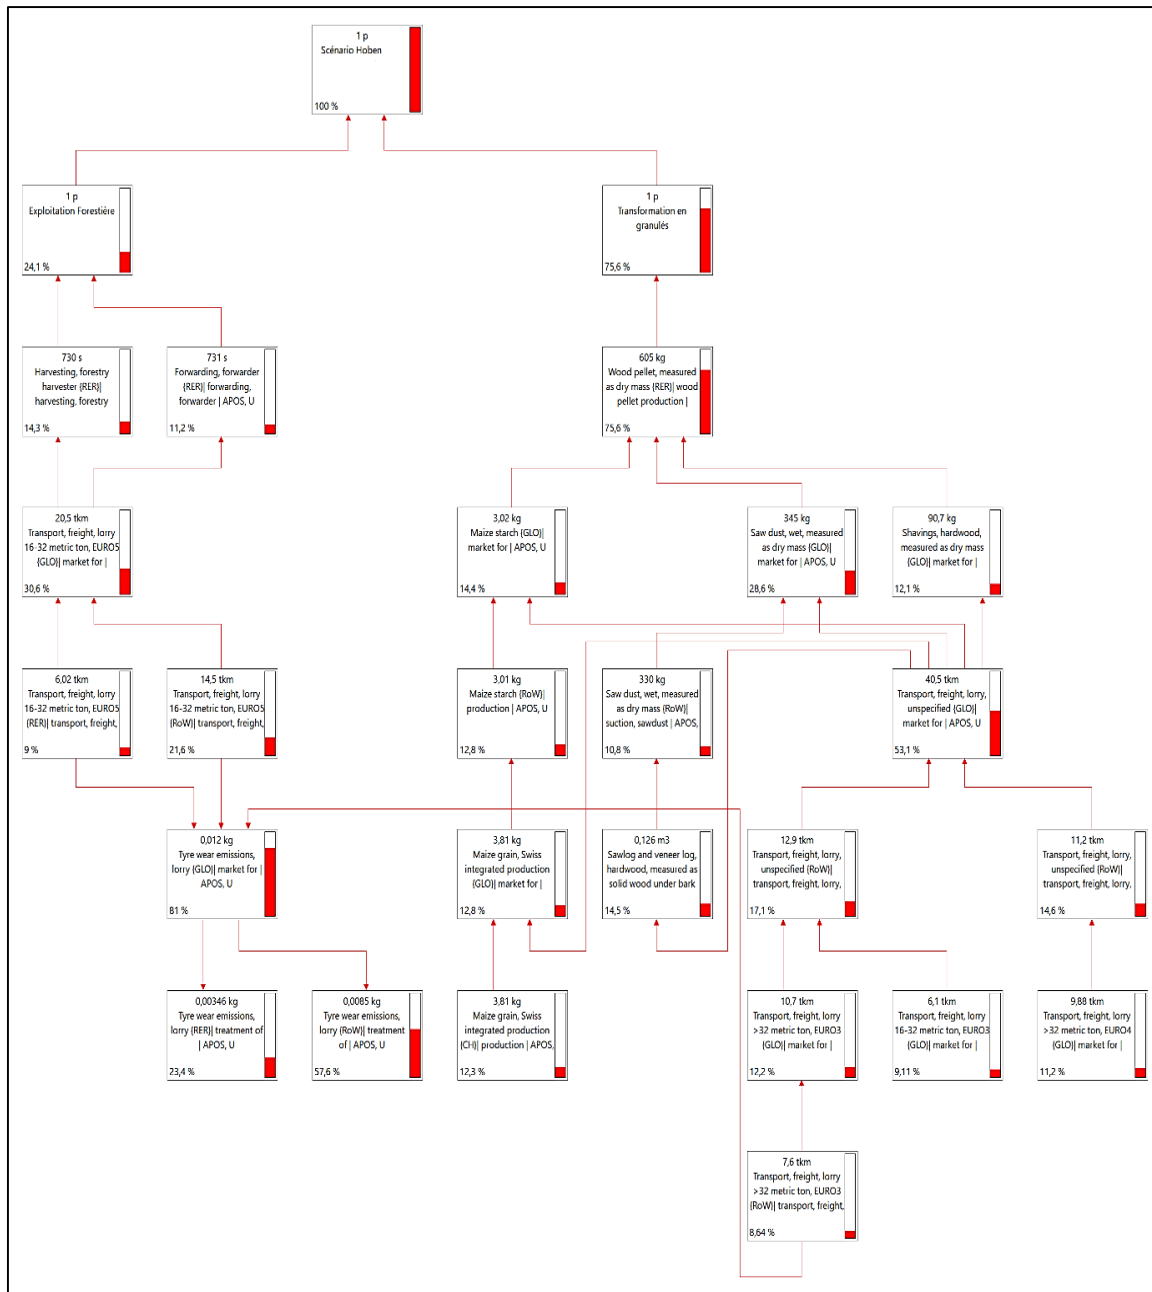 1 p
Scénario Hoben
100 %
1 p
Exploitation Forestière
24,1 %
1 p
Transformation en
granulés
75,6 %
730 s
Harvesting, forestry
harvester {RER}|
harvesting, forestry
14,3 %
731 s
Forwarding, forwarder
{RER}| forwarding,
forwarder | APOS, U
11,2 %
605 kg
Wood pellet, measured
as dry mass {RER}| wood
pellet production |
75,6 %
20,5 tkm
Transport, freight, lorry
16-32 metric ton, EURO5
{GLO}| market for |
30,6 %
3,02 kg
Maize starch {GLO}|
market for | APOS, U
14,4 %
345 kg
Saw dust, wet, measured
as dry mass {GLO}|
market for | APOS, U
28,6 %
90,7 kg
Shavings, hardwood,
measured as dry mass
{GLO}| market for |
12,1 %
6,02 tkm
Transport, freight, lorry
16-32 metric ton, EURO5
{RER}| transport, freight,
9 %
14,5 tkm
Transport, freight, lorry
16-32 metric ton, EURO5
{RoW}| transport, freight,
21,6 %
3,01 kg
Maize starch {RoW}|
production | APOS, U
12,8 %
330 kg
Saw dust, wet, measured
as dry mass {RoW}|
suction, sawdust | APOS,
10,8 %
40,5 tkm
Transport, freight, lorry,
unspecified {GLO}|
market for | APOS, U
53,1 %
0,012 kg
Tyre wear emissions,
lorry {GLO}| market for |
APOS, U
81 %
3,81 kg
Maize grain, Swiss
integrated production
{GLO}| market for |
12,8 %
0,126 m3
Sawlog and veneer log,
hardwood, measured as
solid wood under bark
14,5 %
12,9 tkm
Transport, freight, lorry,
unspecified {RoW}|
transport, freight, lorry,
17,1 %
11,2 tkm
Transport, freight, lorry,
unspecified {RoW}|
transport, freight, lorry,
14,6 %
0,00346 kg
Tyre wear emissions,
lorry {RER}| treatment of
| APOS, U
23,4 %
0,0085 kg
Tyre wear emissions,
lorry {RoW}| treatment
of | APOS, U
57,6 %
3,81 kg
Maize grain, Swiss
integrated production
{CH}| production | APOS,
12,3 %
10,7 tkm
Transport, freight, lorry
>32 metric ton, EURO3
{GLO}| market for |
12,2 %
6,1 tkm
Transport, freight, lorry
16-32 metric ton, EURO3
{GLO}| market for |
9,11 %
9,88 tkm
Transport, freight, lorry
>32 metric ton, EURO4
{GLO}| market for |
11,2 %
7,6 tkm
Transport, freight, lorry
>32 metric ton, EURO3
{RoW}| transport, freight,
8,64 %